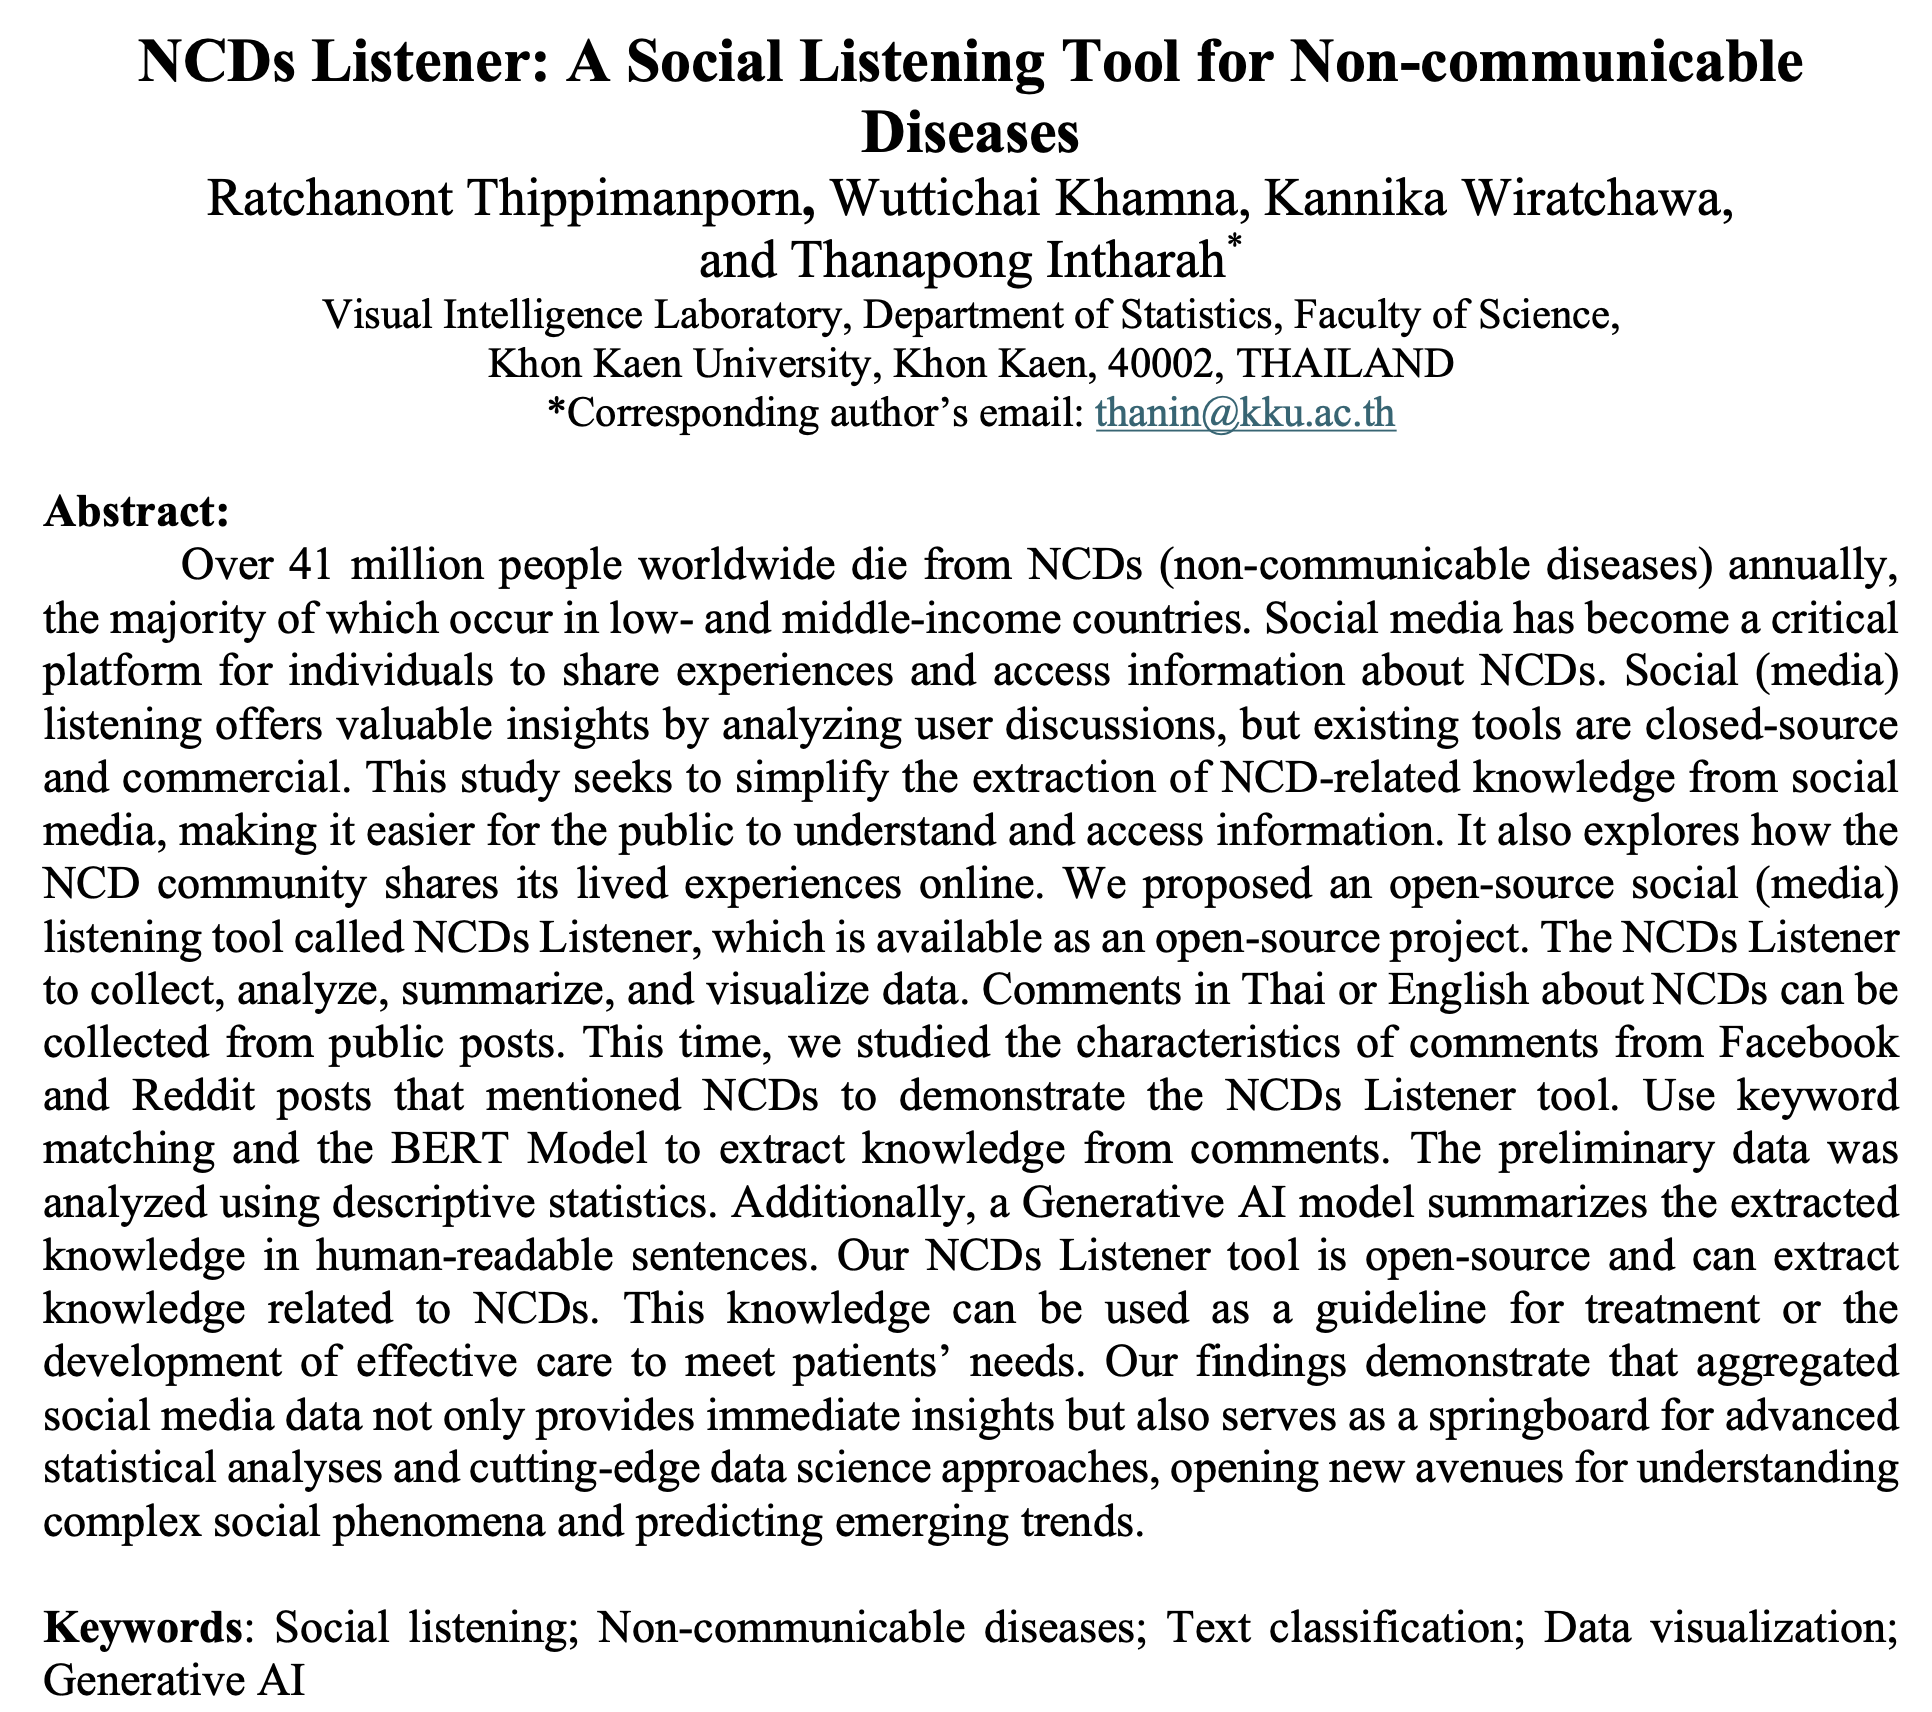 NCDs Listener: A Social Listening Tool for Non-communicable
Diseases
Ratchanont Thippimanporn, Wuttichai Khamna, Kannika Wiratchawa,
and Thanapong Intharah*
Visual Intelligence Laboratory, Department of Statistics, Faculty of Science,
Khon Kaen University, Khon Kaen, 40002, THAILAND
*Corresponding author’s email: thanin@kku.ac.th
Abstract:
Over 41 million people worldwide die from NCDs (non-communicable diseases) annually,
the majority of which occur in low- and middle-income countries. Social media has become a critical
platform for individuals to share experiences and access information about NCDs. Social (media)
listening offers valuable insights by analyzing user discussions, but existing tools are closed-source
and commercial. This study seeks to simplify the extraction of NCD-related knowledge from social
media, making it easier for the public to understand and access information. It also explores how the
NCD community shares its lived experiences online. We proposed an open-source social (media)
listening tool called NCDs Listener, which is available as an open-source project. The NCDs Listener
to collect, analyze, summarize, and visualize data. Comments in Thai or English about NCDs can be
collected from public posts. This time, we studied the characteristics of comments from Facebook
and Reddit posts that mentioned NCDs to demonstrate the NCDs Listener tool. Use keyword
matching and the BERT Model to extract knowledge from comments. The preliminary data was
analyzed using descriptive statistics. Additionally, a Generative AI model summarizes the extracted
knowledge in human-readable sentences. Our NCDs Listener tool is open-source and can extract
knowledge related to NCDs. This knowledge can be used as a guideline for treatment or the
development of effective care to meet patients’ needs. Our findings demonstrate that aggregated
social media data not only provides immediate insights but also serves as a springboard for advanced
statistical analyses and cutting-edge data science approaches, opening new avenues for understanding
complex social phenomena and predicting emerging trends.
Keywords: Social listening; Non-communicable diseases; Text classification; Data visualization;
Generative AI